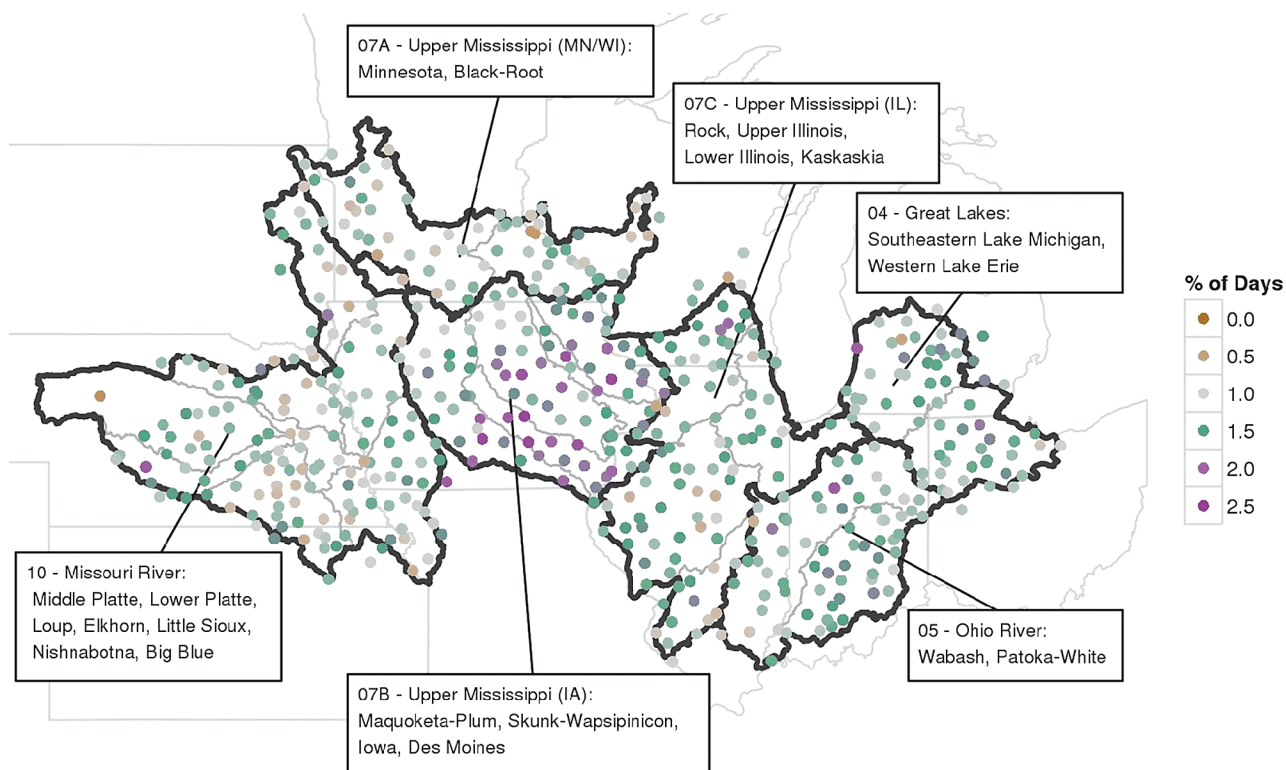 07A - Upper Mississippi (MN/WI):
Minnesota, Black-Root
07C - Upper Mississippi (IL):
Rock, Upper Illinois,
Lower Illinois, Kaskaskia
04 - Great Lakes:
Southeastern Lake Michigan,
Western Lake Erie
% of Days
0.0
0.5
1.0
1.5
2.0
2.5
10 - Missouri River:
Middle Platte, Lower Platte,
Loup, Elkhorn, Little Sioux,
Nishnabotna, Big Blue
05 - Ohio River:
Wabash, Patoka-White
07B - Upper Mississippi (IA):
Maquoketa-Plum, Skunk-Wapsipinicon,
Iowa, Des Moines